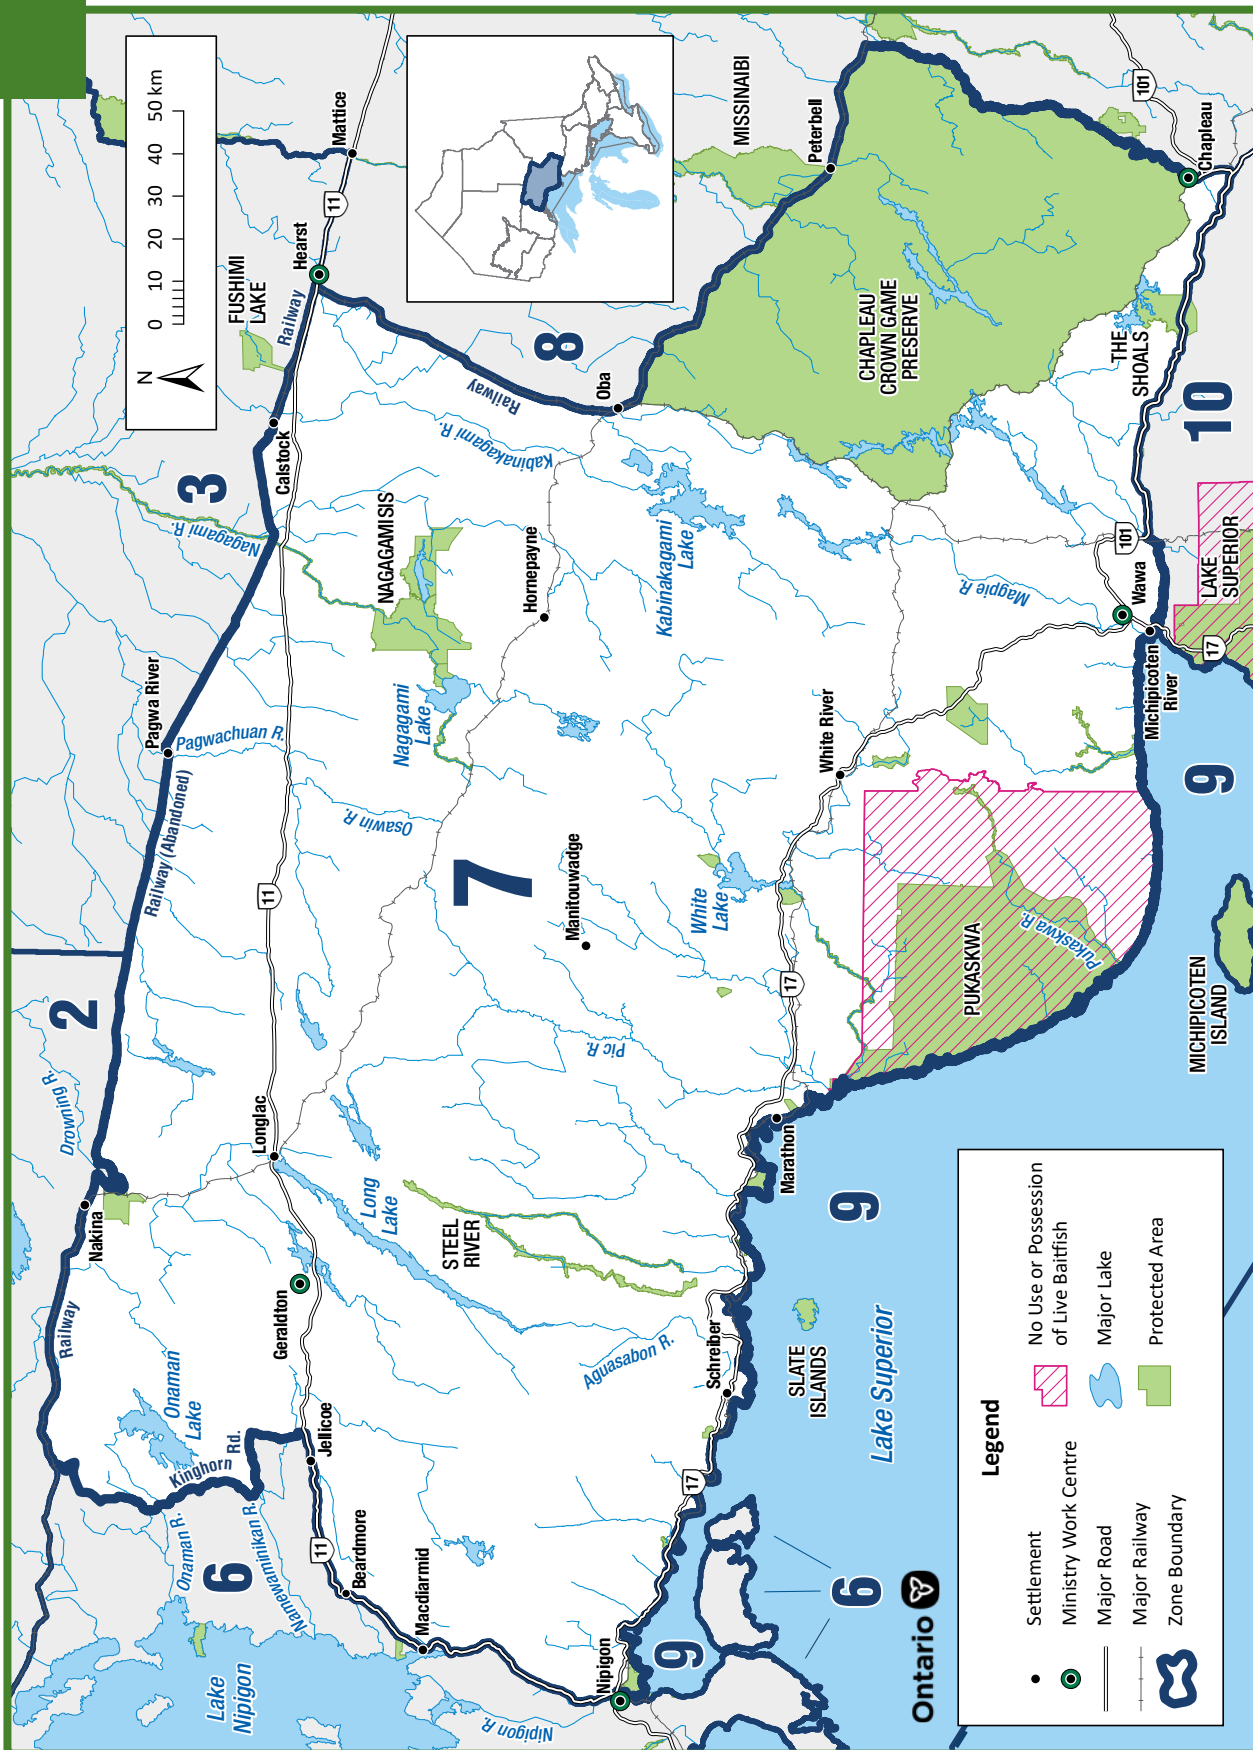 Lake
Nipigon
Nipigon R.
Onaman R.
Namewaminikan R.
6
Macdiarmid
Beardmore
11
Jellicoe
Kinghorn
Rd.
Onaman
Lake
Railway
Nakina
Geraldton
Longlac
Long
Lake
Drowning R.
2
Railway (Abandoned)
11
Pagwa River
Pagwachuan R.
Osawin R.
Nagagami R.
3
Calstock
FUSHIMI
LAKE
Railway
Hearst
11
Mattice
N
0
10
20
30
40
50 km
NAGAGAMISIS
Nagagami
Lake
Kabinakagami R.
Railway
8
Oba
Hornepayne
7
Manitouwadge
STEEL
RIVER
Pic R.
Aguasabon R.
Nipigon
9
17
Schreiber
SLATE
ISLANDS
Marathon
17
White
Lake
White River
Kabinakagami
Lake
MISSINAIBI
Peterbell
CHAPLEAU
CROWN GAME
PRESERVE
101
Chapleau
THE
SHOALS
10
Magpie R.
101
Wawa
Michipicoten
River
17
LAKE
SUPERIOR
9
PUKASKWA
Pukaskwa R.
MICHIPICOTEN
ISLAND
9
Lake Superior
6
Ontario
Legend
Settlement
Ministry Work Centre
Major Road
Major Railway
Zone Boundary
No Use or Possession
of Live Baitfish
Major Lake
Protected Area